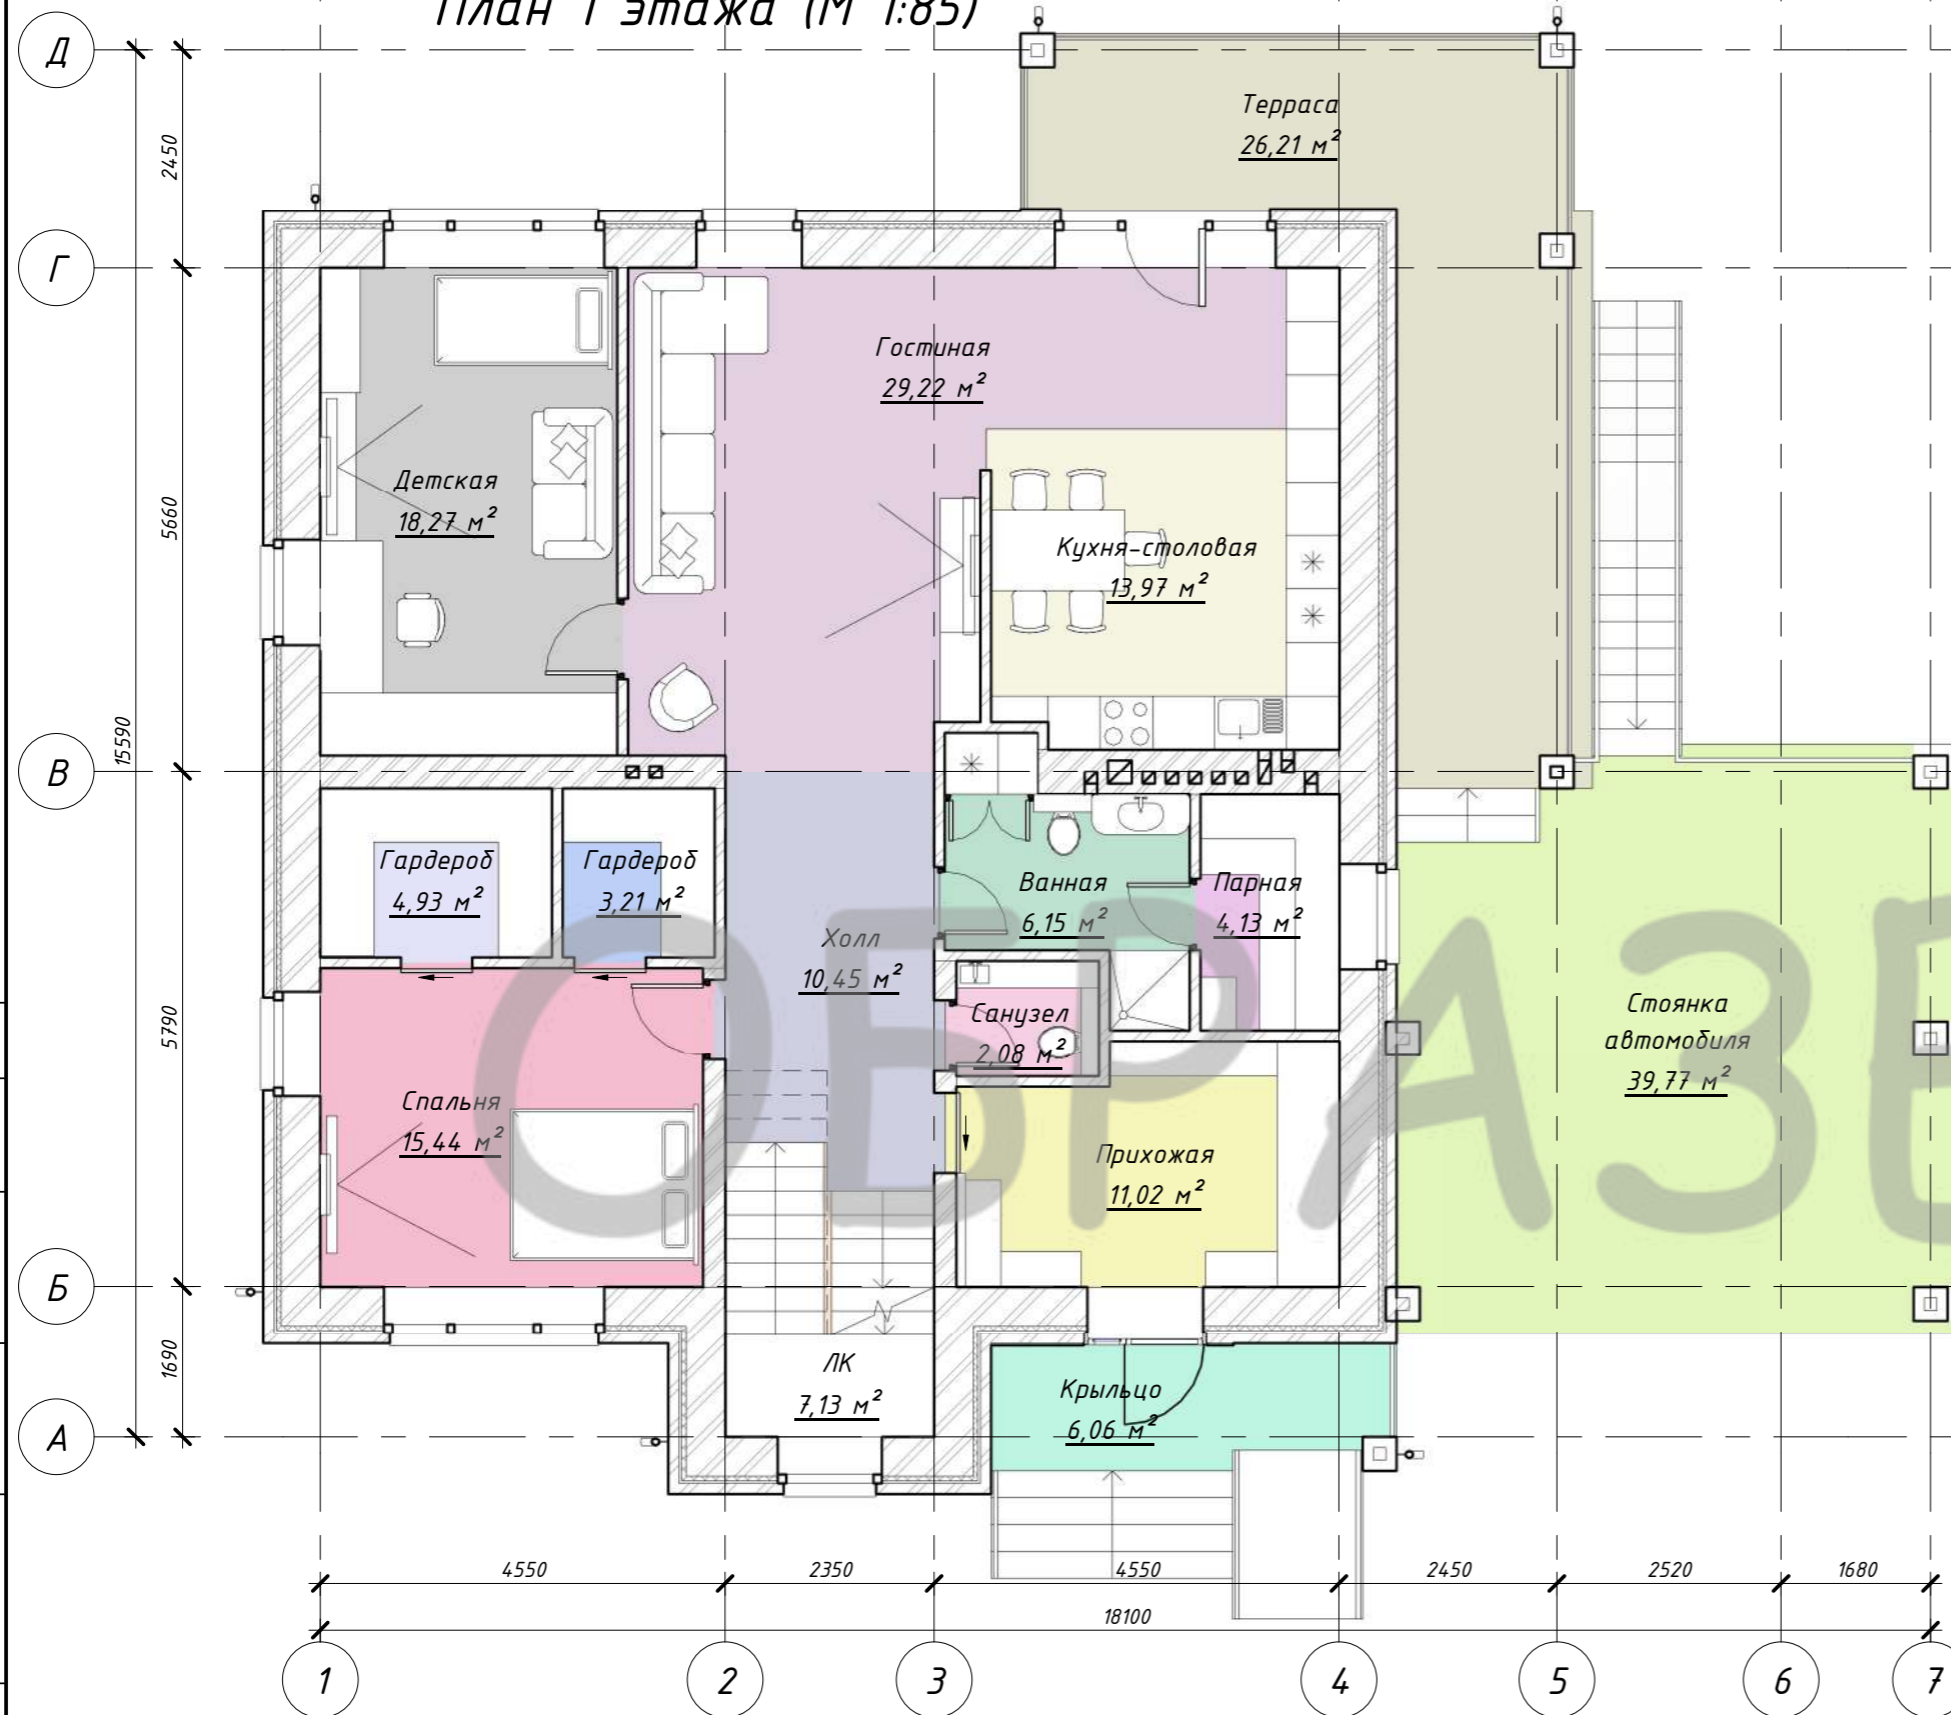 План 1 этажа (М 1:85)
Д
Терраса
26,21 м²
2450
Г
Гостиная
29,22 м²
Детская
18,27 м²
5660
Кухня-столовая
13,97 м²
15590
В
Гардероб
4,93 м²
Гардероб
3,21 м²
Ванная
6,15 м²
Парная
4,13 м²
Холл
10,45 м²
ОБРАЗЕ
Санузел
2,08 м²
Стоянка
автомобиля
39,77 м²
5790
Спальня
15,44 м²
Прихожая
11,02 м²
Б
1690
ЛК
7,13 м²
Крыльцо
6,06 м²
А
4550 2350 4550 2450 2520 1680
18100
1 2 3 4 5 6 7